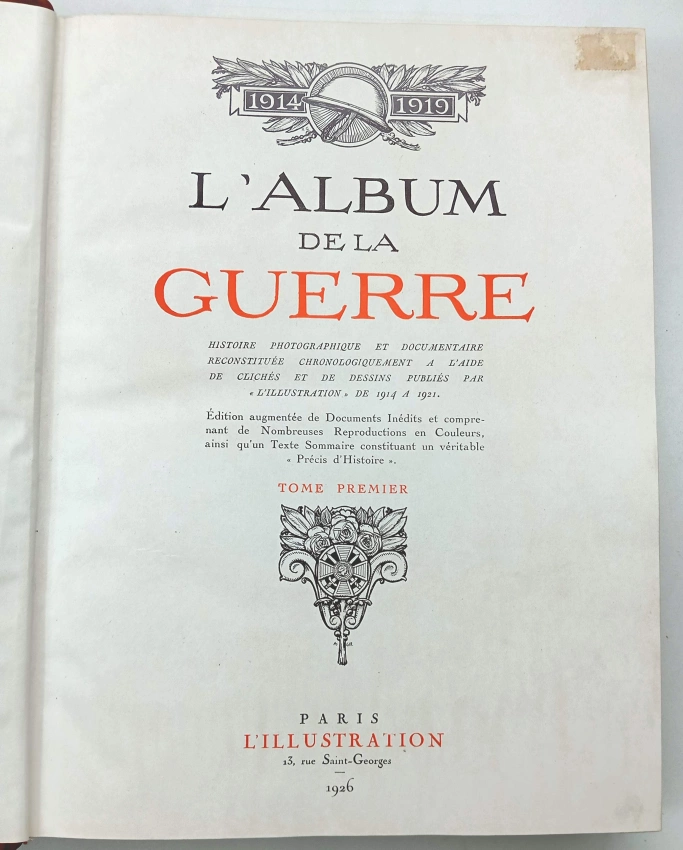 1914 1919
L'ALBUM
DE LA
GUERRE
HISTOIRE PHOTOGRAPHIQUE ET DOCUMENTAIRE
RECONSTITUÉE CHRONOLOGIQUEMENT A L'AIDE
DE CLICHÉS ET DE DESSINS PUBLIÉS PAR
« L'ILLUSTRATION » DE 1914 A 1921.
Édition augmentée de Documents Inédits et compre-
nant de Nombreuses Reproductions en Couleurs,
ainsi qu'un Texte Sommaire constituant un véritable
« Précis d'Histoire ».
TOME PREMIER
PARIS
L'ILLUSTRATION
13, rue Saint-Georges
1926